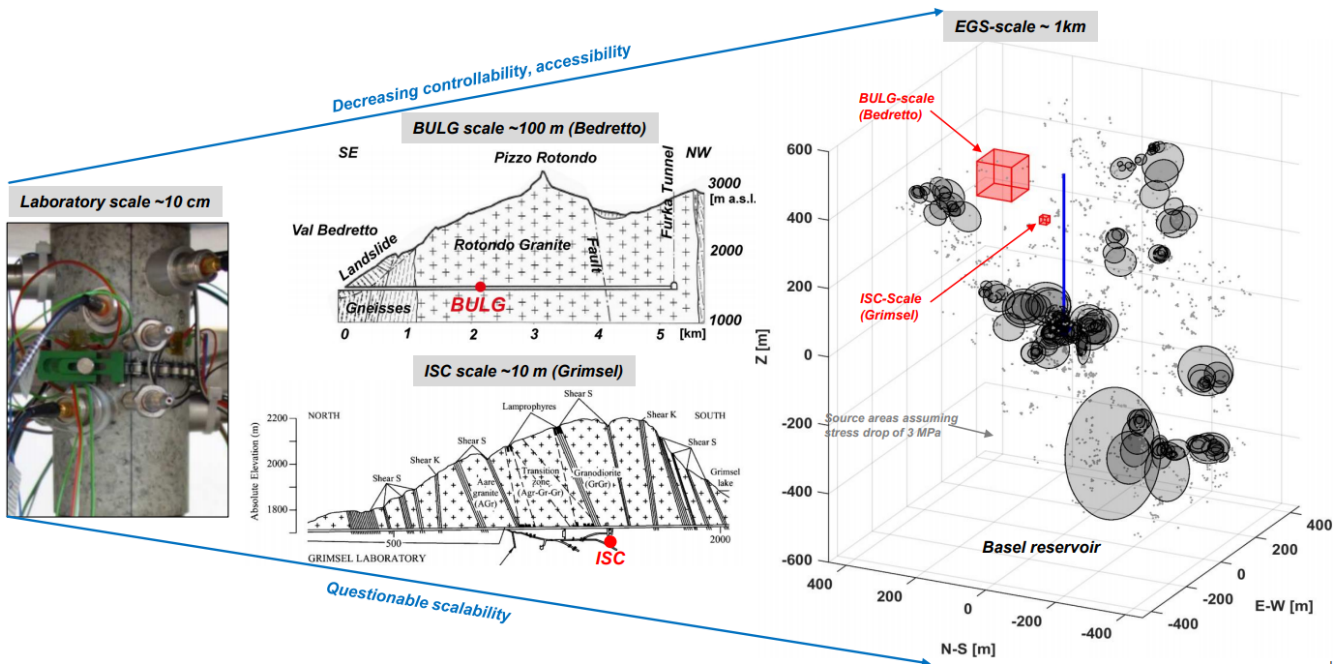 Decreasing controllability, accessibility
EGS-scale ~ 1km
Laboratory scale ~10 cm
BULG scale ~100 m (Bedretto)
SE
Pizzo Rotondo
NW
3000
[m a.s.l.]
Furka Tunnel
Val Bedretto
Landslide
Rotondo Granite
Fault
2000
Gneisses
BULG
1000
0
1
2
3
4
5
[km]
ISC scale ~10 m (Grimsel)
NORTH
SOUTH
Absolute Elevation (m)
2200
2000
1800
Shear S
Shear K
Shear S
Lamprophyres
Shear S
Shear K
Shear S
Aare
granite
(AGr)
Transition
zone
(Agr-Gr-Gr)
Granodiorite
(GrGr)
Grimsel
lake
500
2000
GRIMSEL LABORATORY
ISC
Questionable scalability
BULG-scale
(Bedretto)
ISC-Scale
(Grimsel)
Source areas assuming
stress drop of 3 MPa
Basel reservoir
Z [m]
600
400
200
0
-200
-400
-600
400
200
0
-200
-400
N-S [m]
400
200
0
-200
-400
E-W [m]